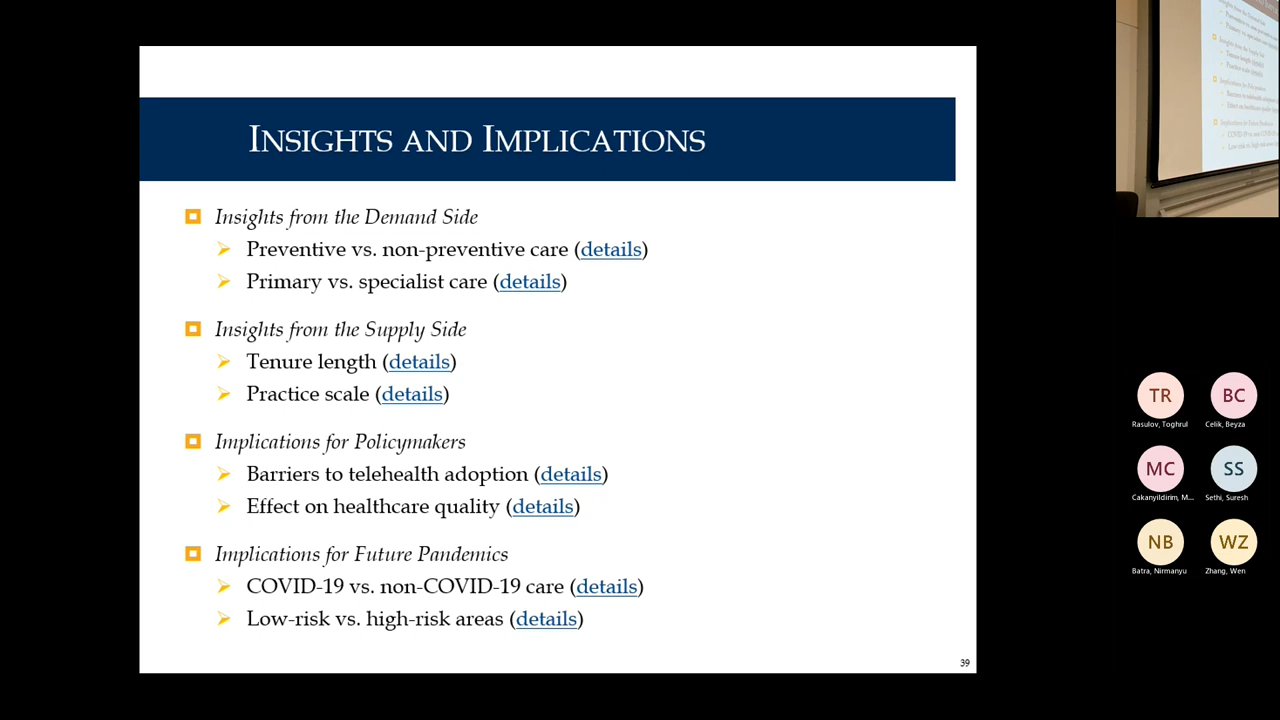 INSIGHTS AND IMPLICATIONS
Insights from the Demand Side
Preventive vs. non-preventive care (details)
Primary vs. specialist care (details)
Insights from the Supply Side
Tenure length (details)
Practice scale (details)
Implications for Policymakers
Barriers to telehealth adoption (details)
Effect on healthcare quality (details)
Implications for Future Pandemics
COVID-19 vs. non-COVID-19 care (details)
Low-risk vs. high-risk areas (details)
39
TR
BC
Rasulov, Toghrul
Celik, Beyza
MC
SS
Cakanyildirim, M...
Sethi, Suresh
NB
WZ
Batra, Nirmanyu
Zhang, Wen